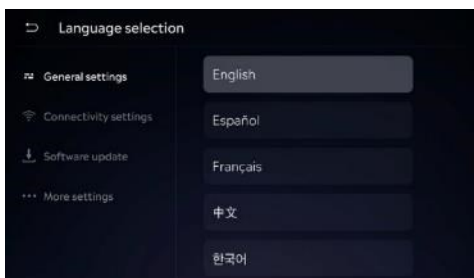 Language selection
General settings
Connectivity settings
Software update
More settings
English
Español
Français
中文
한국어